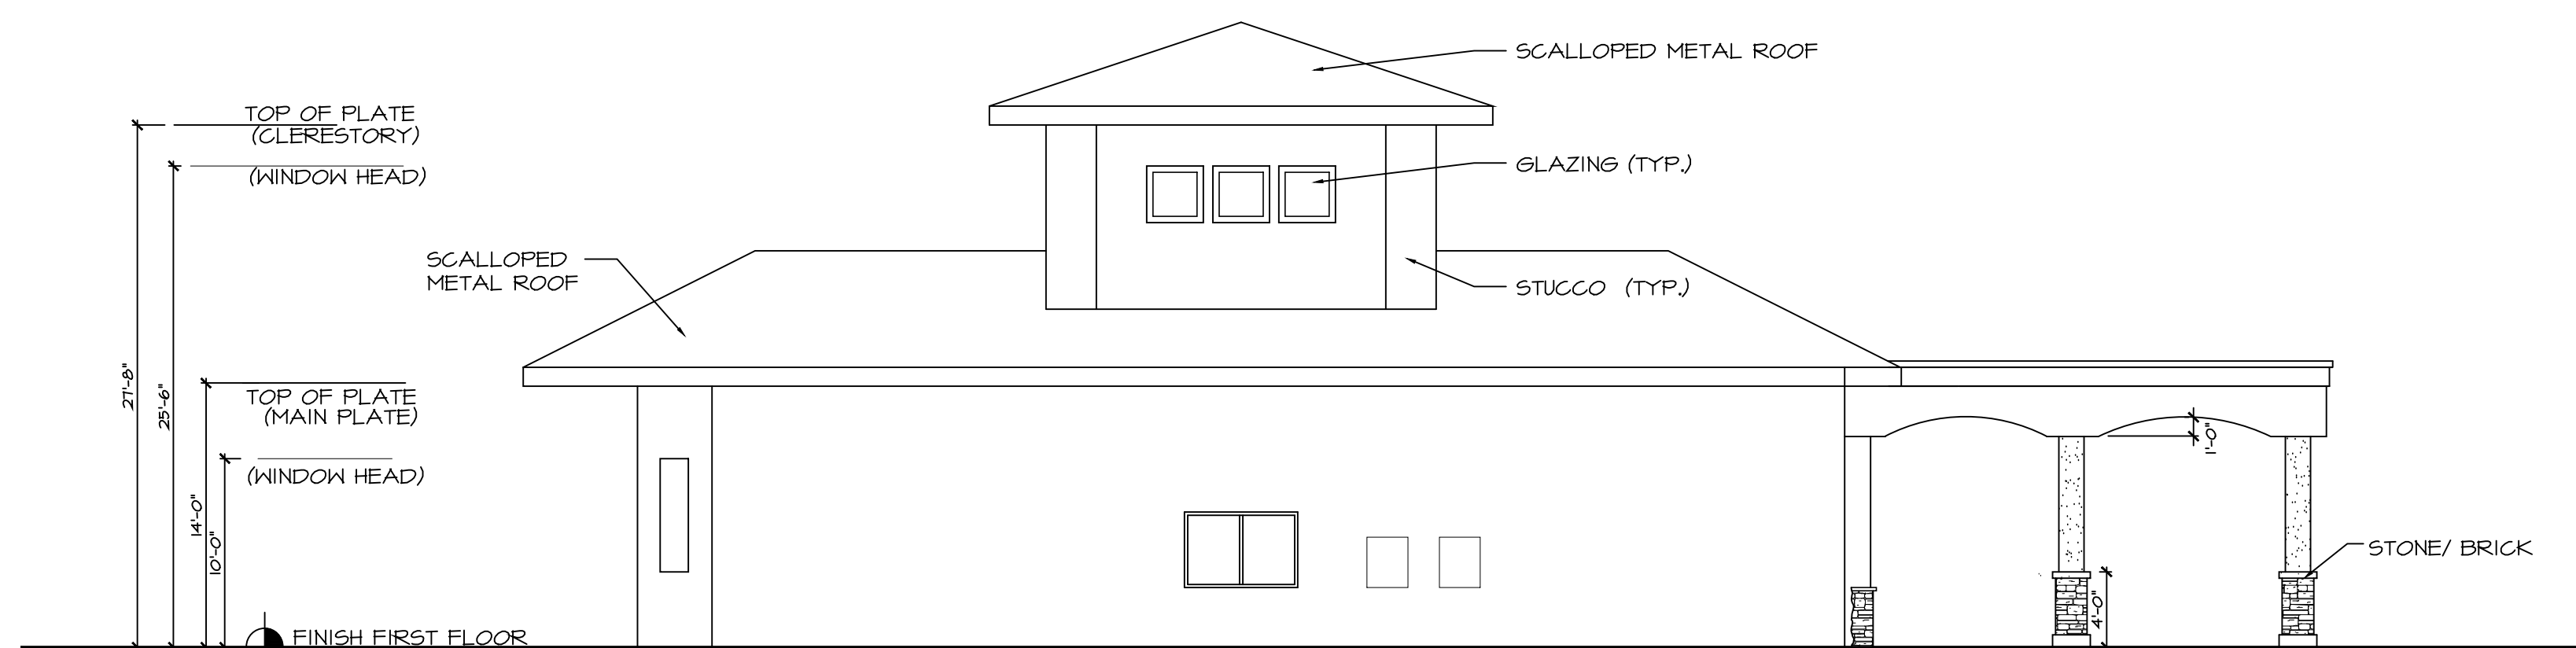 SCALLOPED METAL ROOF
TOP OF PLATE
(CLERESTORY)
(WINDOW HEAD)
GLAZING (TYP.)
SCALLOPED
METAL ROOF
STUCCO (TYP.)
27'-8"
25'-6"
TOP OF PLATE
(MAIN PLATE)
1'-0"
(WINDOW HEAD)
14'-0"
10'-0"
STONE/ BRICK
4'-0"
FINISH FIRST FLOOR